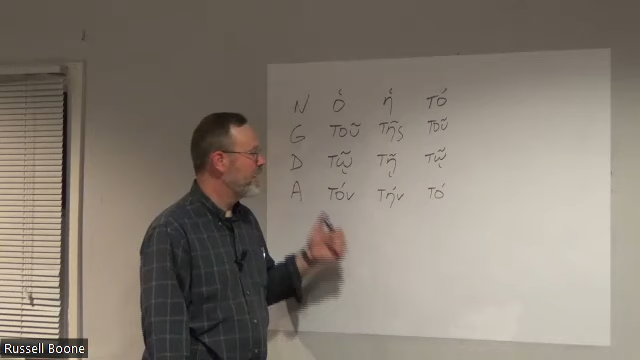 N ὁ ἡ τό
G τοῦ τῆς τοῦ
D τῷ τῇ τῷ
A τόν τήν τό
Russell Boone